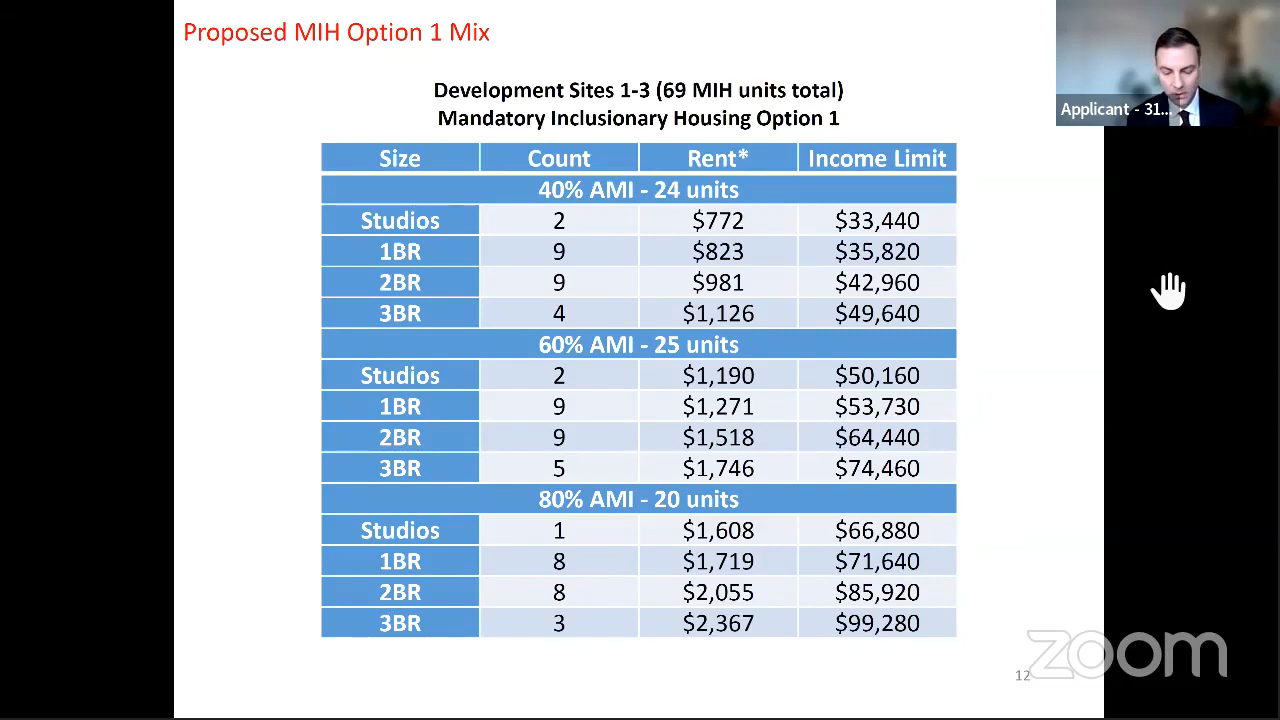 Proposed MIH Option 1 Mix
Applicant - 31...
Development Sites 1-3 (69 MIH units total)
Mandatory Inclusionary Housing Option 1
Size Count Rent* Income Limit
40% AMI - 24 units
Studios 2 $772 $33,440
1BR 9 $823 $35,820
2BR 9 $981 $42,960
3BR 4 $1,126 $49,640
60% AMI - 25 units
Studios 2 $1,190 $50,160
1BR 9 $1,271 $53,730
2BR 9 $1,518 $64,440
3BR 5 $1,746 $74,460
80% AMI - 20 units
Studios 1 $1,608 $66,880
1BR 8 $1,719 $71,640
2BR 8 $2,055 $85,920
3BR 3 $2,367 $99,280
zoom
12